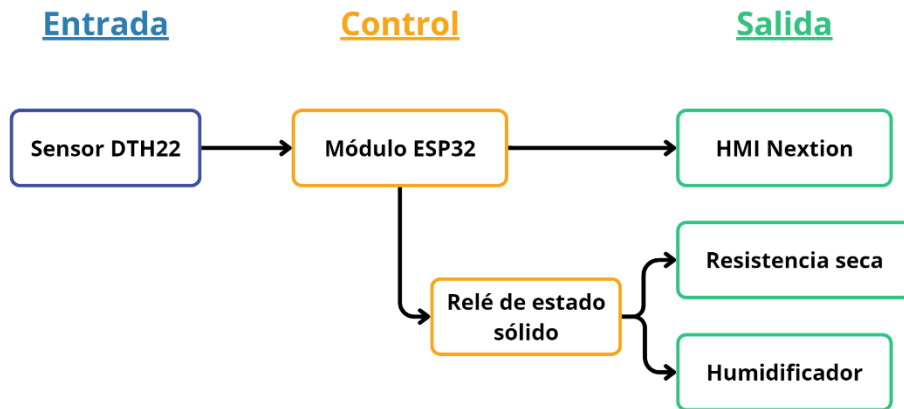 Entrada
Control
Salida
Sensor DTH22
Módulo ESP32
HMI Nextion
Relé de estado
sólido
Resistencia seca
Humidificador